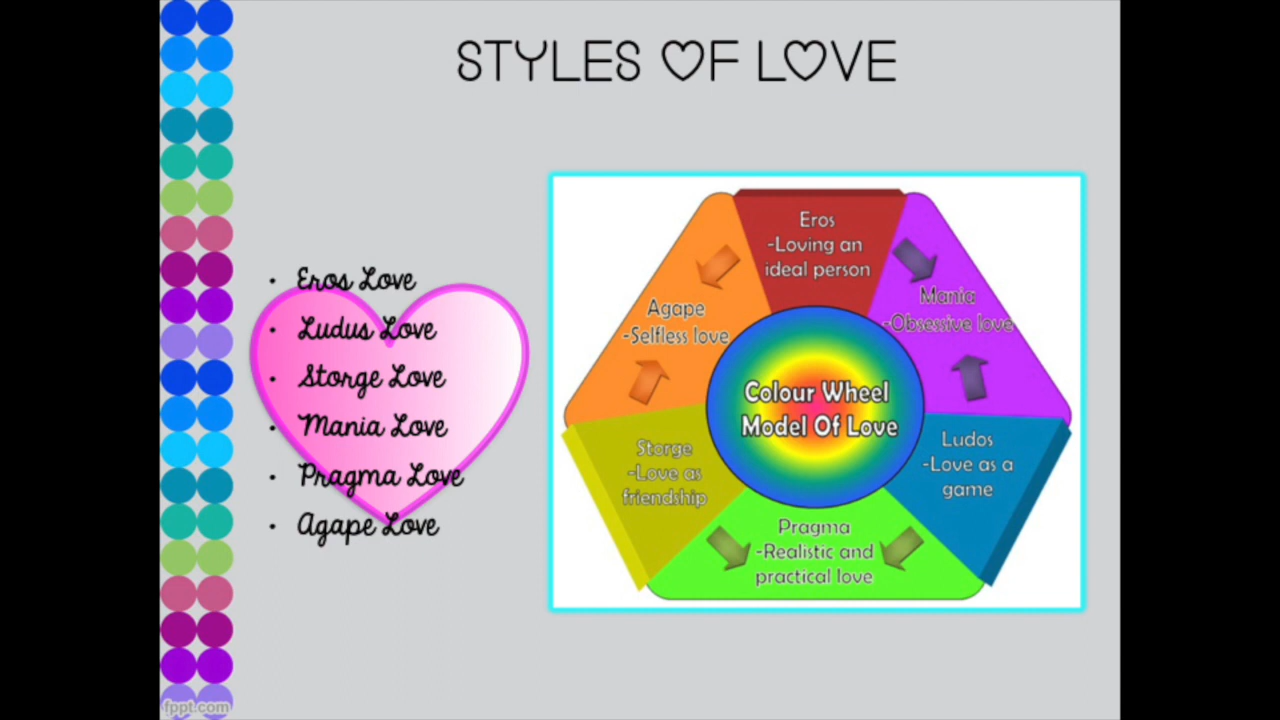 STYLES OF LOVE
• Eros Love
• Ludus Love
• Storge Love
• Mania Love
• Pragma Love
• Agape Love
Eros
-Loving an
ideal person
Mania
-Obsessive love
Ludos
-Love as a
game
Pragma
-Realistic and
practical love
Storge
-Love as
friendship
Agape
-Selfless love
Colour Wheel
Model Of Love
fppt.com